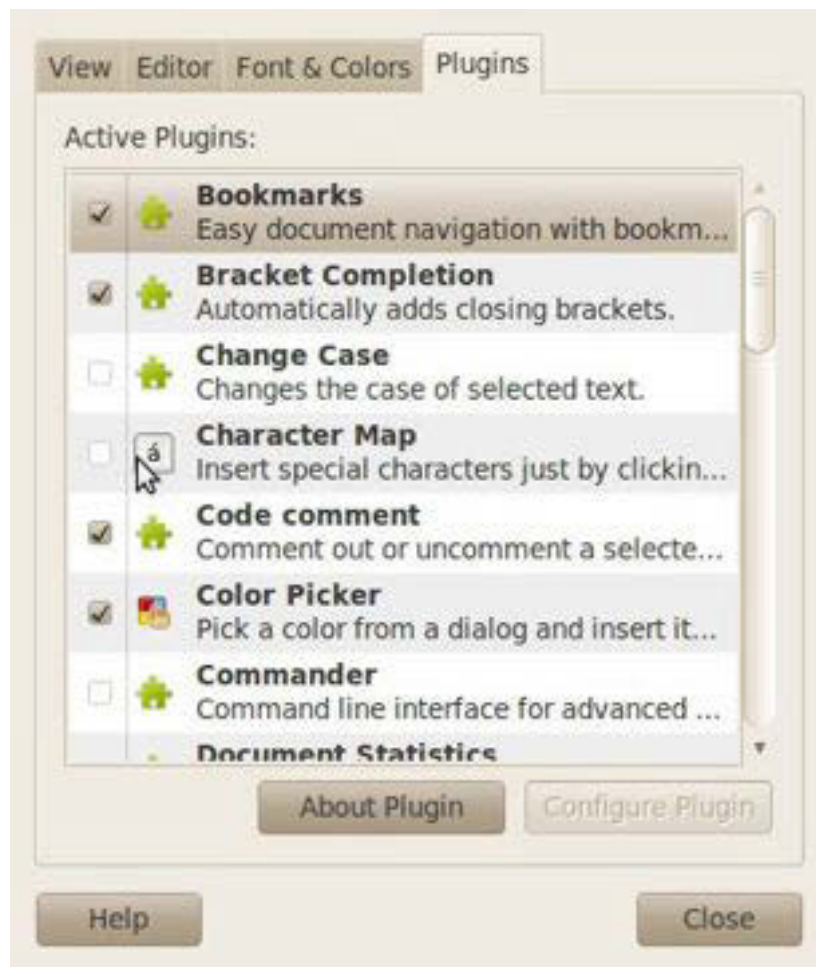 View Editor Font & Colors Plugins
Active Plugins:
Bookmarks
Easy document navigation with bookm...
Bracket Completion
Automatically adds closing brackets.
Change Case
Changes the case of selected text.
á
Character Map
Insert special characters just by clickin...
Code comment
Comment out or uncomment a selecte...
Color Picker
Pick a color from a dialog and insert it...
Commander
Command line interface for advanced ...
Document Statistics
About Plugin Configure Plugin
Help Close